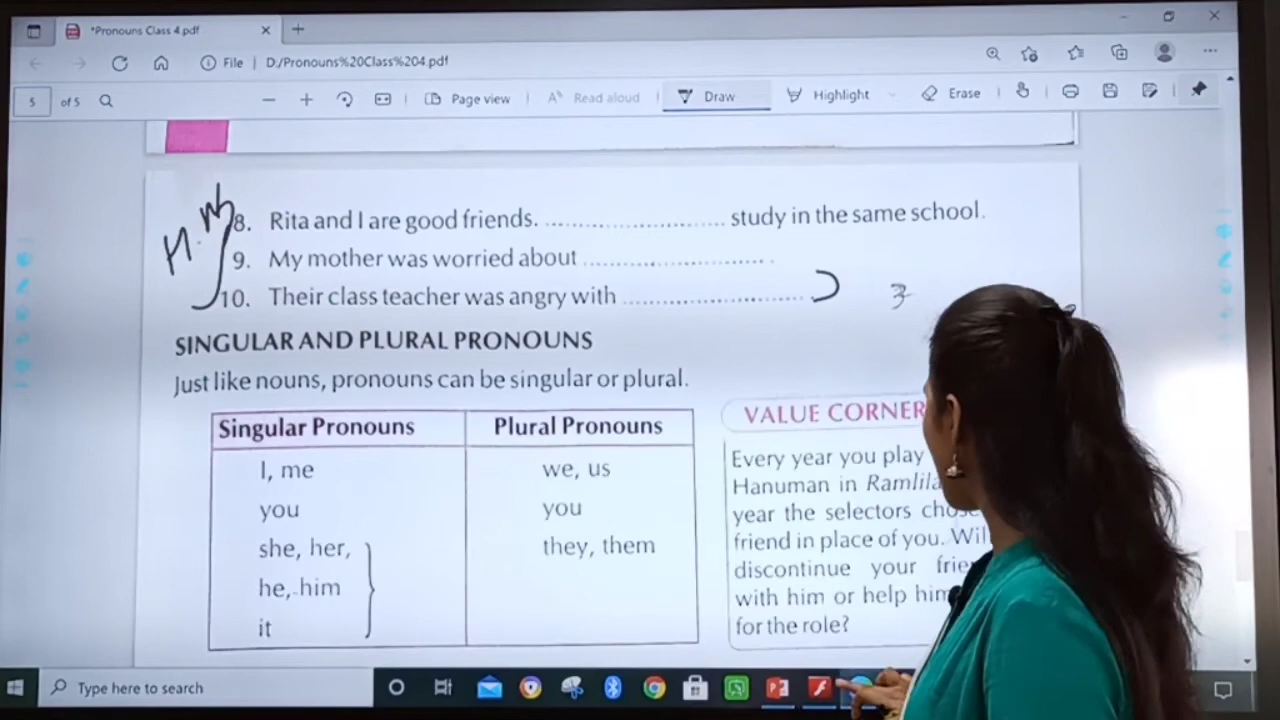 *Pronouns Class 4.pdf
File | D:/Pronouns%20Class%204.pdf
5 of 5 Page view Read aloud Draw Highlight Erase
H.W
8. Rita and I are good friends. ........................... study in the same school.
9. My mother was worried about ........................... .
10. Their class teacher was angry with ...........................
SINGULAR AND PLURAL PRONOUNS
Just like nouns, pronouns can be singular or plural.
Singular Pronouns Plural Pronouns
I, me we, us
you you
she, her, they, them
he, him
it
VALUE CORNER
Every year you play
Hanuman in Ramlila
year the selectors
friend in place of you.
discontinue your
with him or help him
for the role?
Type here to search